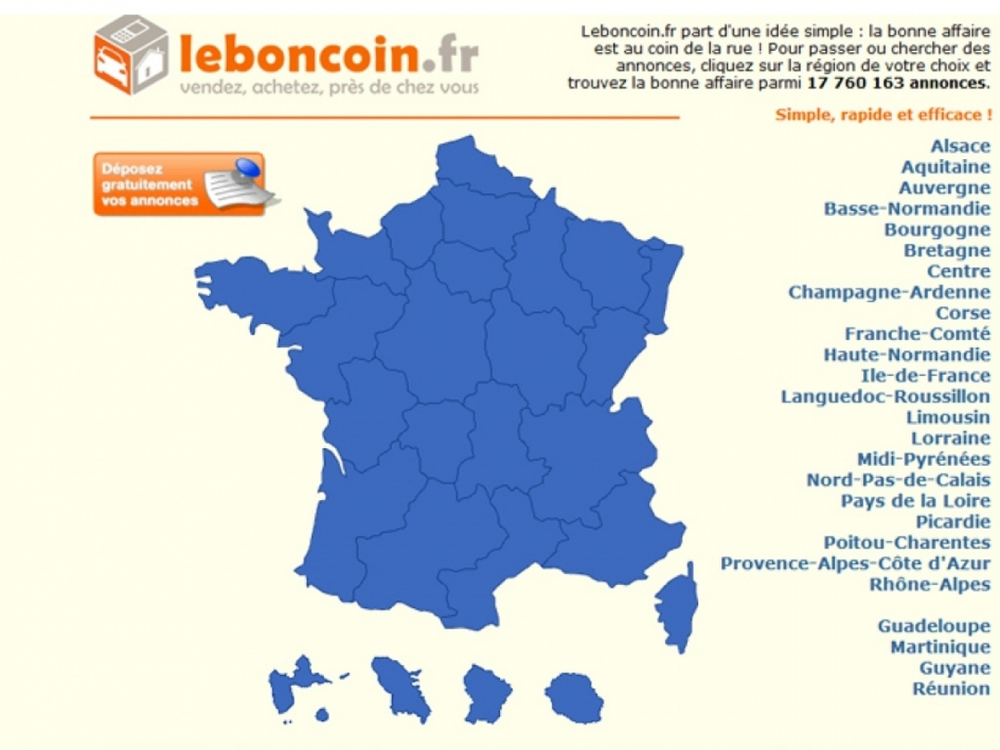 leboncoin.fr
vendez, achetez, près de chez vous
Leboncoin.fr part d'une idée simple : la bonne affaire
est au coin de la rue ! Pour passer ou chercher des
annonces, cliquez sur la région de votre choix et
trouvez la bonne affaire parmi 17 760 163 annonces.
Simple, rapide et efficace !
Déposez
gratuitement
vos annonces
Alsace
Aquitaine
Auvergne
Basse-Normandie
Bourgogne
Bretagne
Centre
Champagne-Ardenne
Corse
Franche-Comté
Haute-Normandie
Ile-de-France
Languedoc-Roussillon
Limousin
Lorraine
Midi-Pyrénées
Nord-Pas-de-Calais
Pays de la Loire
Picardie
Poitou-Charentes
Provence-Alpes-Côte d'Azur
Rhône-Alpes
Guadeloupe
Martinique
Guyane
Réunion